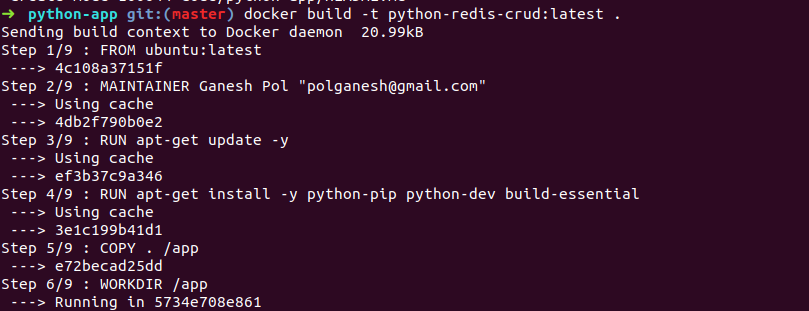 ➜  python-app git:(master) docker build -t python-redis-crud:latest .
Sending build context to Docker daemon  20.99kB
Step 1/9 : FROM ubuntu:latest
 ---> 4c108a37151f
Step 2/9 : MAINTAINER Ganesh Pol "polganesh@gmail.com"
 ---> Using cache
 ---> 4db2f790b0e2
Step 3/9 : RUN apt-get update -y
 ---> Using cache
 ---> ef3b37c9a346
Step 4/9 : RUN apt-get install -y python-pip python-dev build-essential
 ---> Using cache
 ---> 3e1c199b41d1
Step 5/9 : COPY . /app
 ---> e72becad25dd
Step 6/9 : WORKDIR /app
 ---> Running in 5734e708e861